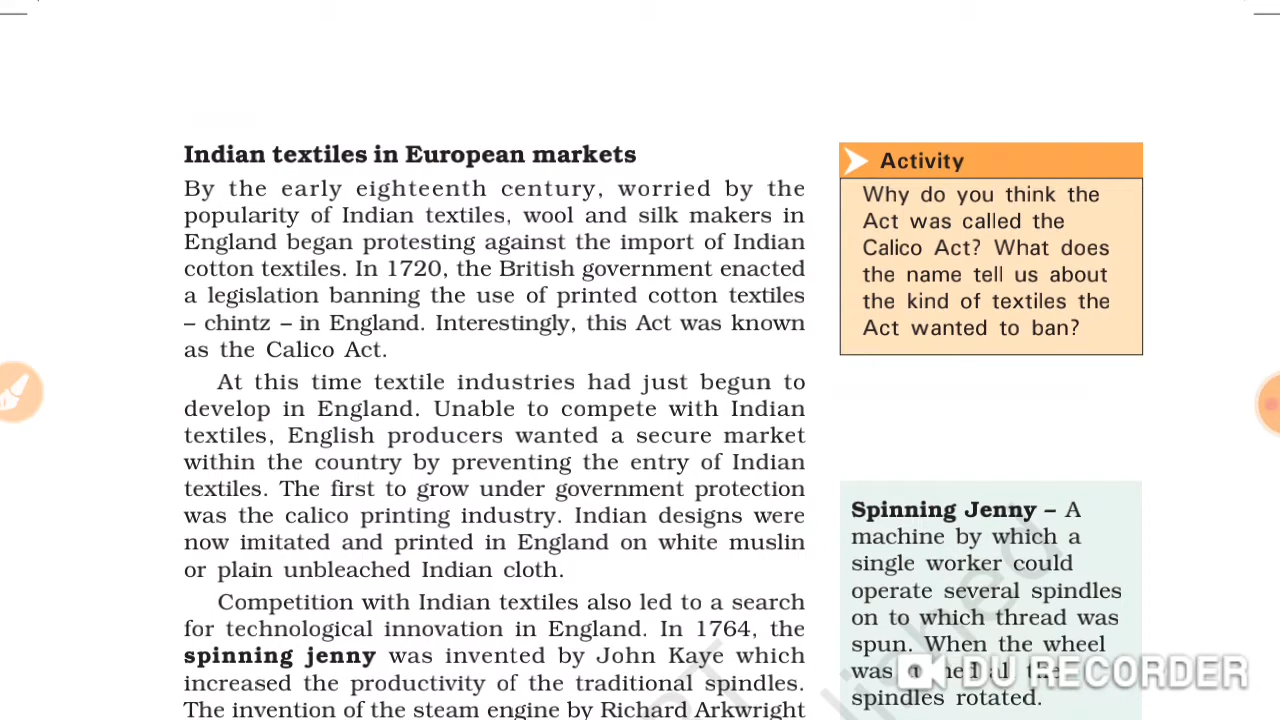 Indian textiles in European markets
By the early eighteenth century, worried by the
popularity of Indian textiles, wool and silk makers in
England began protesting against the import of Indian
cotton textiles. In 1720, the British government enacted
a legislation banning the use of printed cotton textiles
– chintz – in England. Interestingly, this Act was known
as the Calico Act.
At this time textile industries had just begun to
develop in England. Unable to compete with Indian
textiles, English producers wanted a secure market
within the country by preventing the entry of Indian
textiles. The first to grow under government protection
was the calico printing industry. Indian designs were
now imitated and printed in England on white muslin
or plain unbleached Indian cloth.
Competition with Indian textiles also led to a search
for technological innovation in England. In 1764, the
spinning jenny was invented by John Kaye which
increased the productivity of the traditional spindles.
The invention of the steam engine by Richard Arkwright
Activity
Why do you think the
Act was called the
Calico Act? What does
the name tell us about
the kind of textiles the
Act wanted to ban?
Spinning Jenny – A
machine by which a
single worker could
operate several spindles
on to which thread was
spun. When the wheel
was
spindles rotated.
DU RECORDER